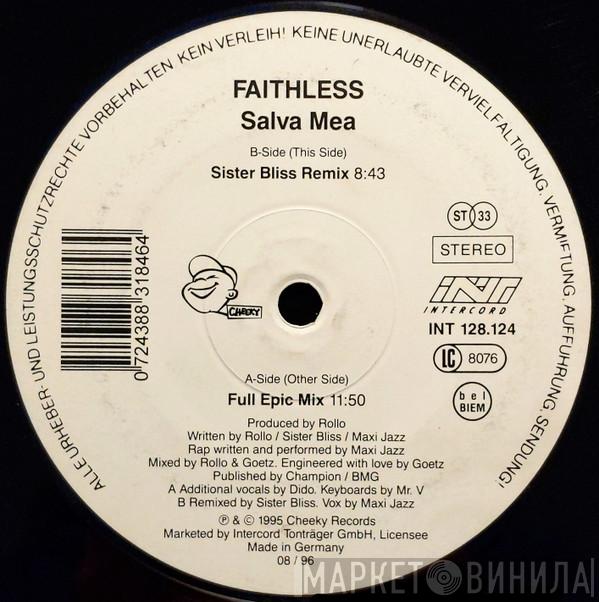 ALLE URHEBER- UND LEISTUNGSSCHUTZRECHTE VORBEHALTEN KEIN VERLEIH! KEINE UNERLAUBTE VERVIELFÄLTIGUNG, VERMIETUNG, AUFFÜHRUNG, SENDUNG!
FAITHLESS
Salva Mea
B-Side (This Side)
Sister Bliss Remix 8:43
ST 33
STEREO
0 724388 318464
CHEEKY
INT
INTERCORD
INT 128.124
LC 8076
bel
BIEM
A-Side (Other Side)
Full Epic Mix 11:50
Produced by Rollo
Written by Rollo / Sister Bliss / Maxi Jazz
Rap written and performed by Maxi Jazz
Mixed by Rollo & Goetz. Engineered with love by Goetz
Published by Champion / BMG
A Additional vocals by Dido. Keyboards by Mr. V
B Remixed by Sister Bliss. Vox by Maxi Jazz
℗ & © 1995 Cheeky Records
Marketed by Intercord Tonträger GmbH, Licensee
Made in Germany
08 / 96
МАРКЕТ ВИНИЛА